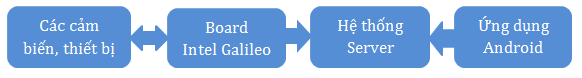 Các cảm
biến, thiết bị
Board
Intel Galileo
Hệ thống
Server
Ứng dụng
Android